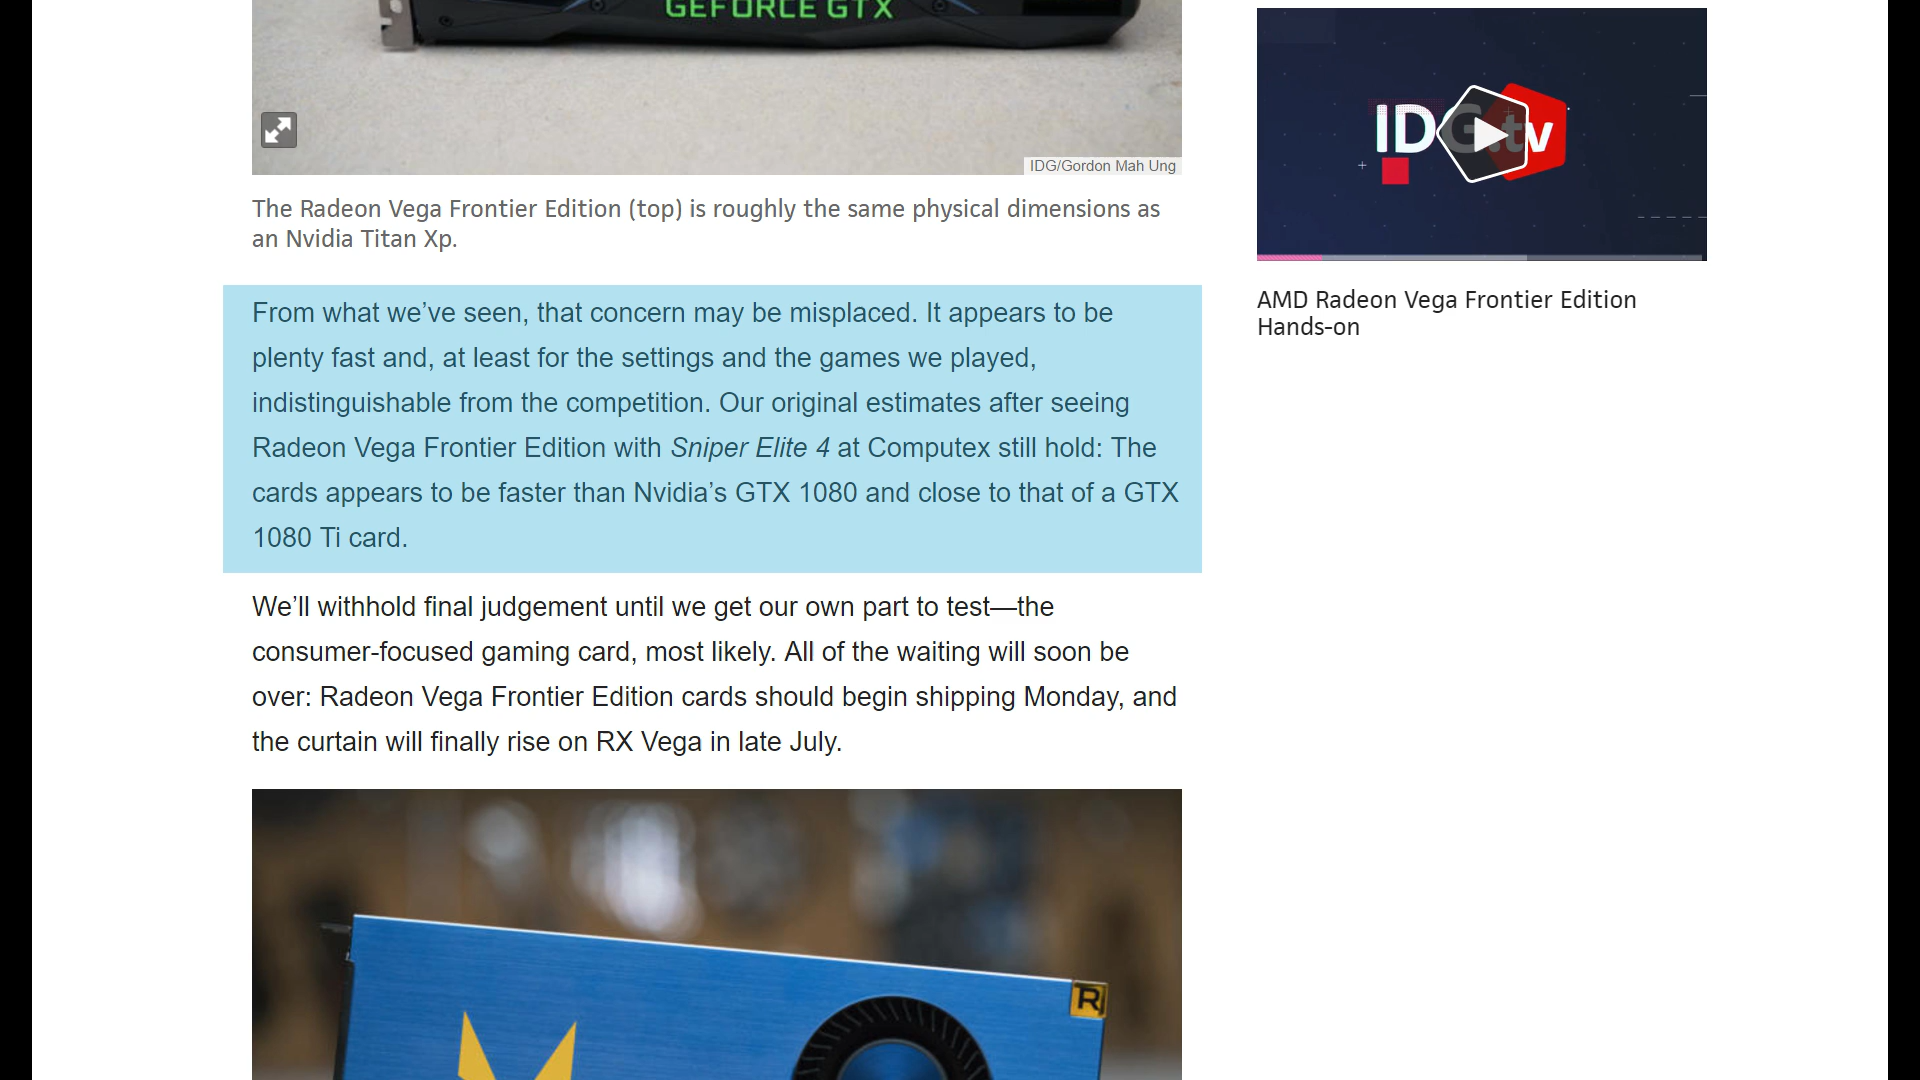 GEFORCE GTX
IDG/Gordon Mah Ung
The Radeon Vega Frontier Edition (top) is roughly the same physical dimensions as
an Nvidia Titan Xp.
From what we’ve seen, that concern may be misplaced. It appears to be
plenty fast and, at least for the settings and the games we played,
indistinguishable from the competition. Our original estimates after seeing
Radeon Vega Frontier Edition with Sniper Elite 4 at Computex still hold: The
cards appears to be faster than Nvidia’s GTX 1080 and close to that of a GTX
1080 Ti card.
We’ll withhold final judgement until we get our own part to test—the
consumer-focused gaming card, most likely. All of the waiting will soon be
over: Radeon Vega Frontier Edition cards should begin shipping Monday, and
the curtain will finally rise on RX Vega in late July.
R
IDG.tv
AMD Radeon Vega Frontier Edition
Hands-on